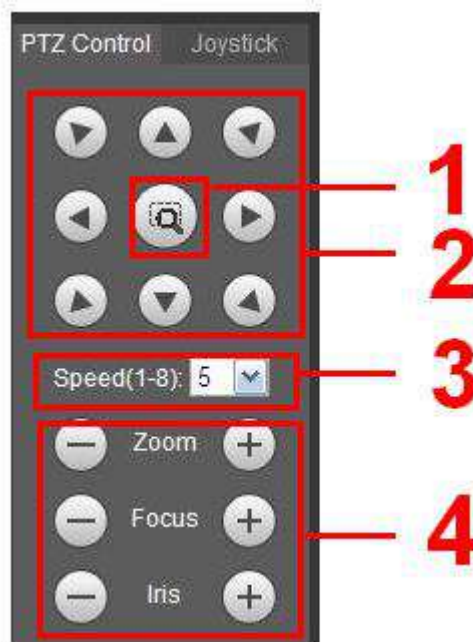 PTZ Control Joystick
1
2
Speed(1-8): 5
3
Zoom
Focus
4
Iris